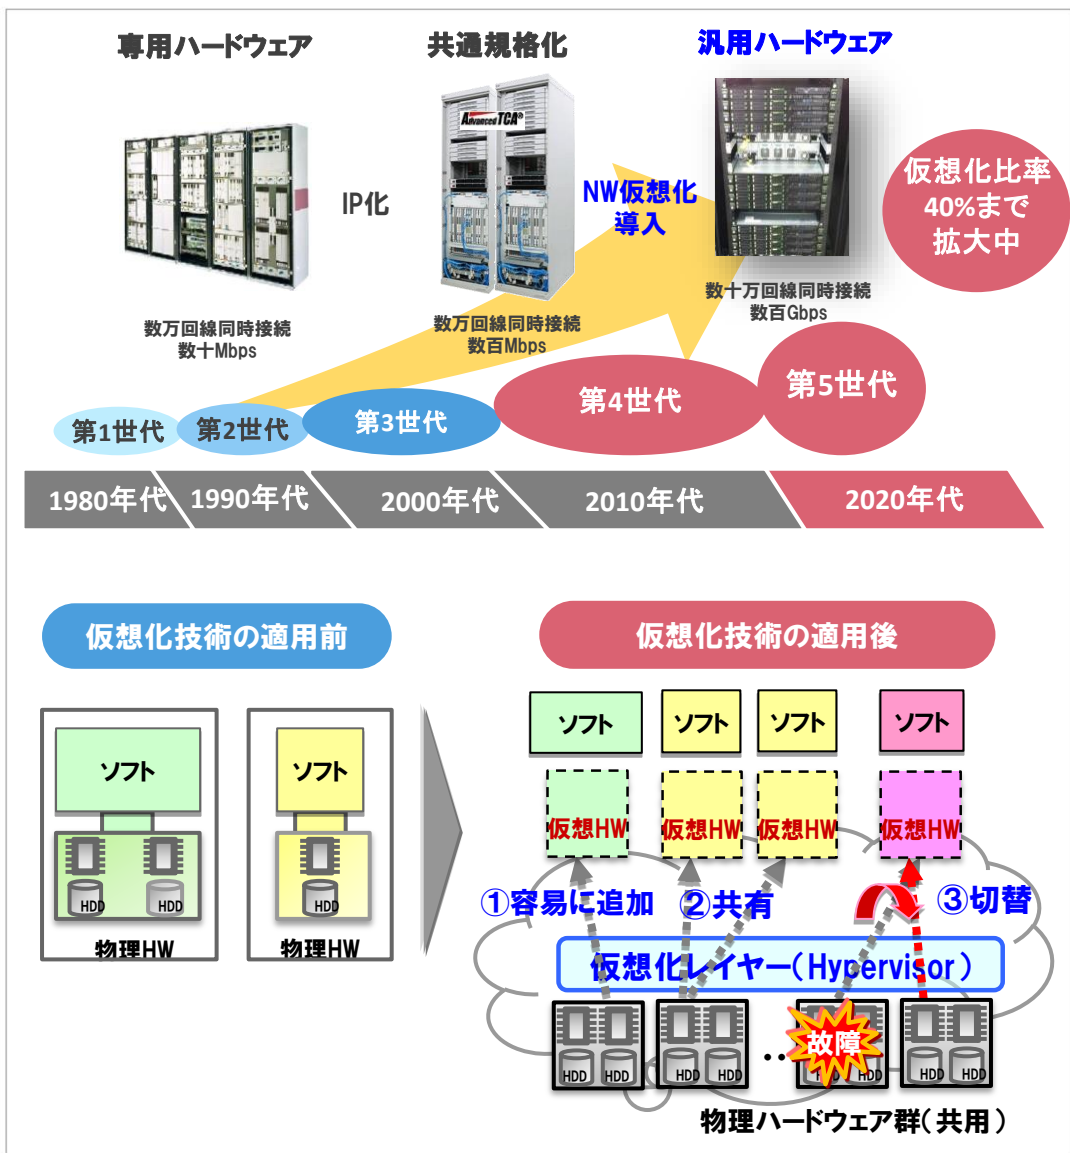 専用ハードウェア
共通規格化
汎用ハードウェア
AdvancedTCA®
IP化
NW仮想化
導入
仮想化比率
40%まで
拡大中
数万回線同時接続
数十Mbps
数万回線同時接続
数百Mbps
数十万回線同時接続
数百Gbps
第1世代
第2世代
第3世代
第4世代
第5世代
1980年代
1990年代
2000年代
2010年代
2020年代
仮想化技術の適用前
仮想化技術の適用後
ソフト
HDD
HDD
物理HW
ソフト
HDD
物理HW
ソフト
ソフト
ソフト
ソフト
仮想HW
仮想HW
仮想HW
仮想HW
①容易に追加
②共有
③切替
仮想化レイヤー(Hypervisor)
故障
‥
HDD
HDD
HDD
HDD
HDD
HDD
HDD
HDD
物理ハードウェア群(共用)